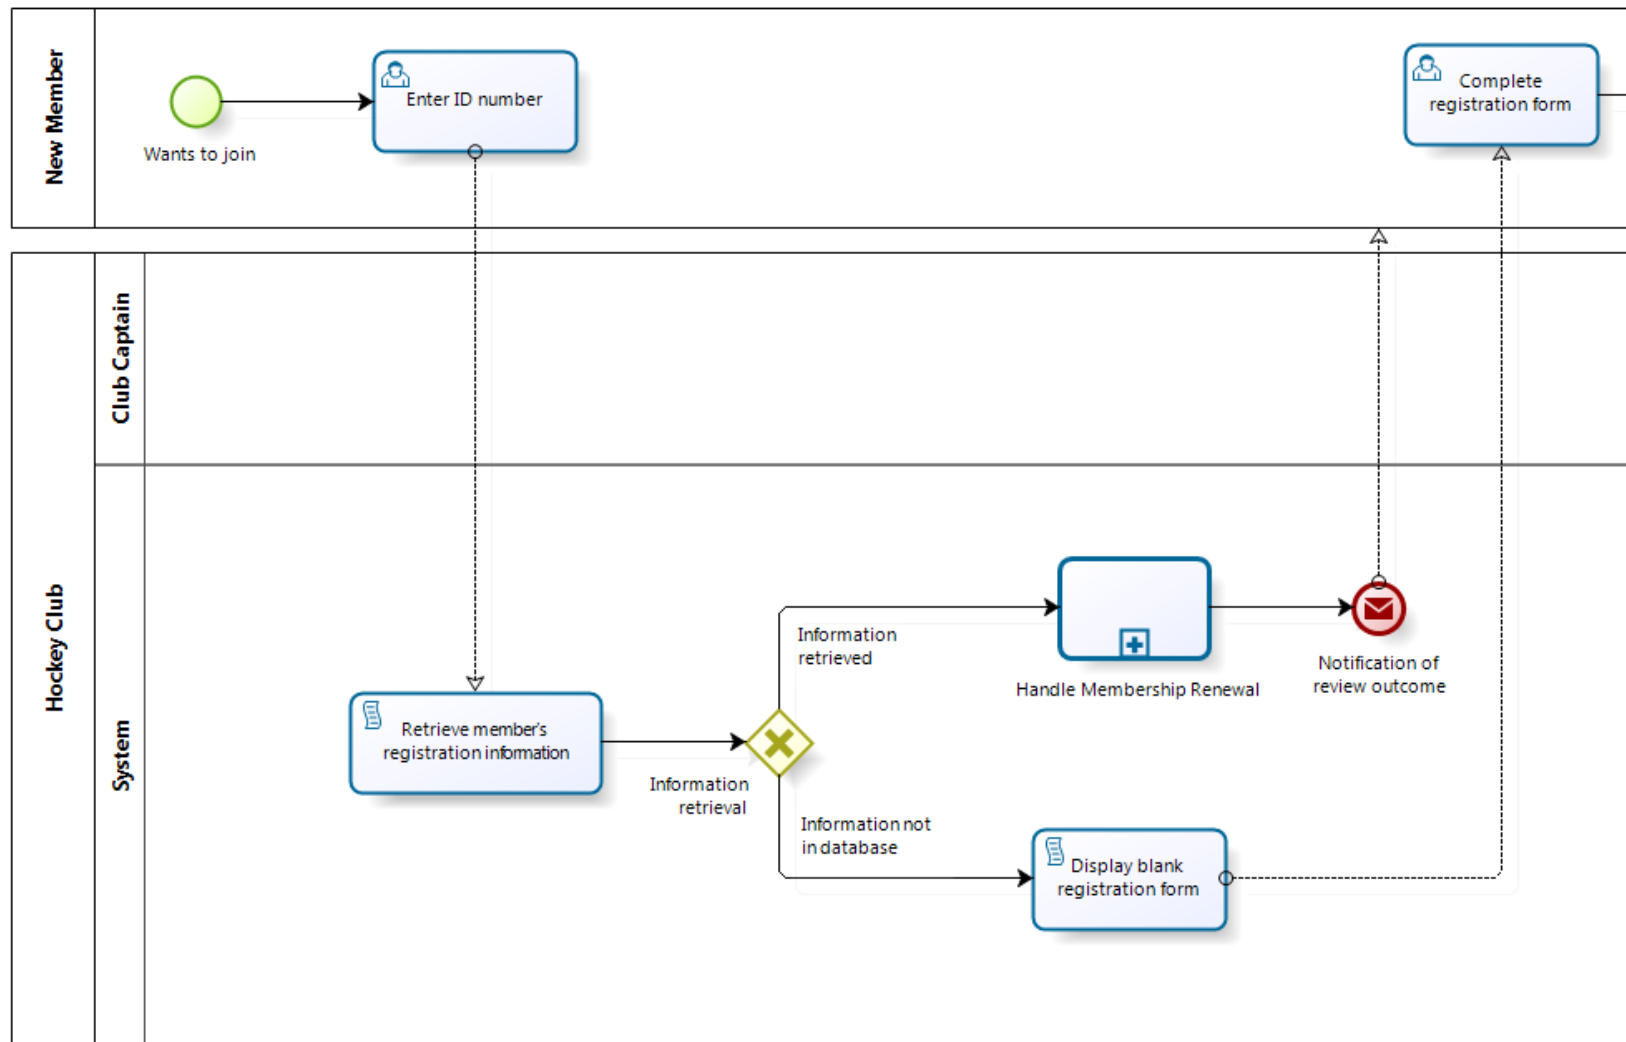 New Member
Wants to join
Enter ID number
Complete
registration form
Hockey Club
Club Captain
System
Retrieve member's
registration information
Information
retrieval
Information
retrieved
Handle Membership Renewal
Notification of
review outcome
Information not
in database
Display blank
registration form